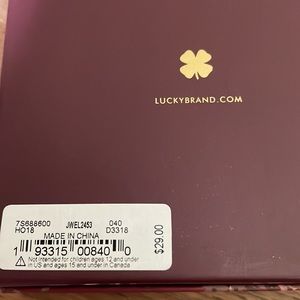 LUCKYBRAND.COM
7S688600 JWEL2453 040
HO18 D3318
MADE IN CHINA
1 93315 00840 0
$29.00
Not intended for children ages 12 and under
in US and ages 15 and under in Canada